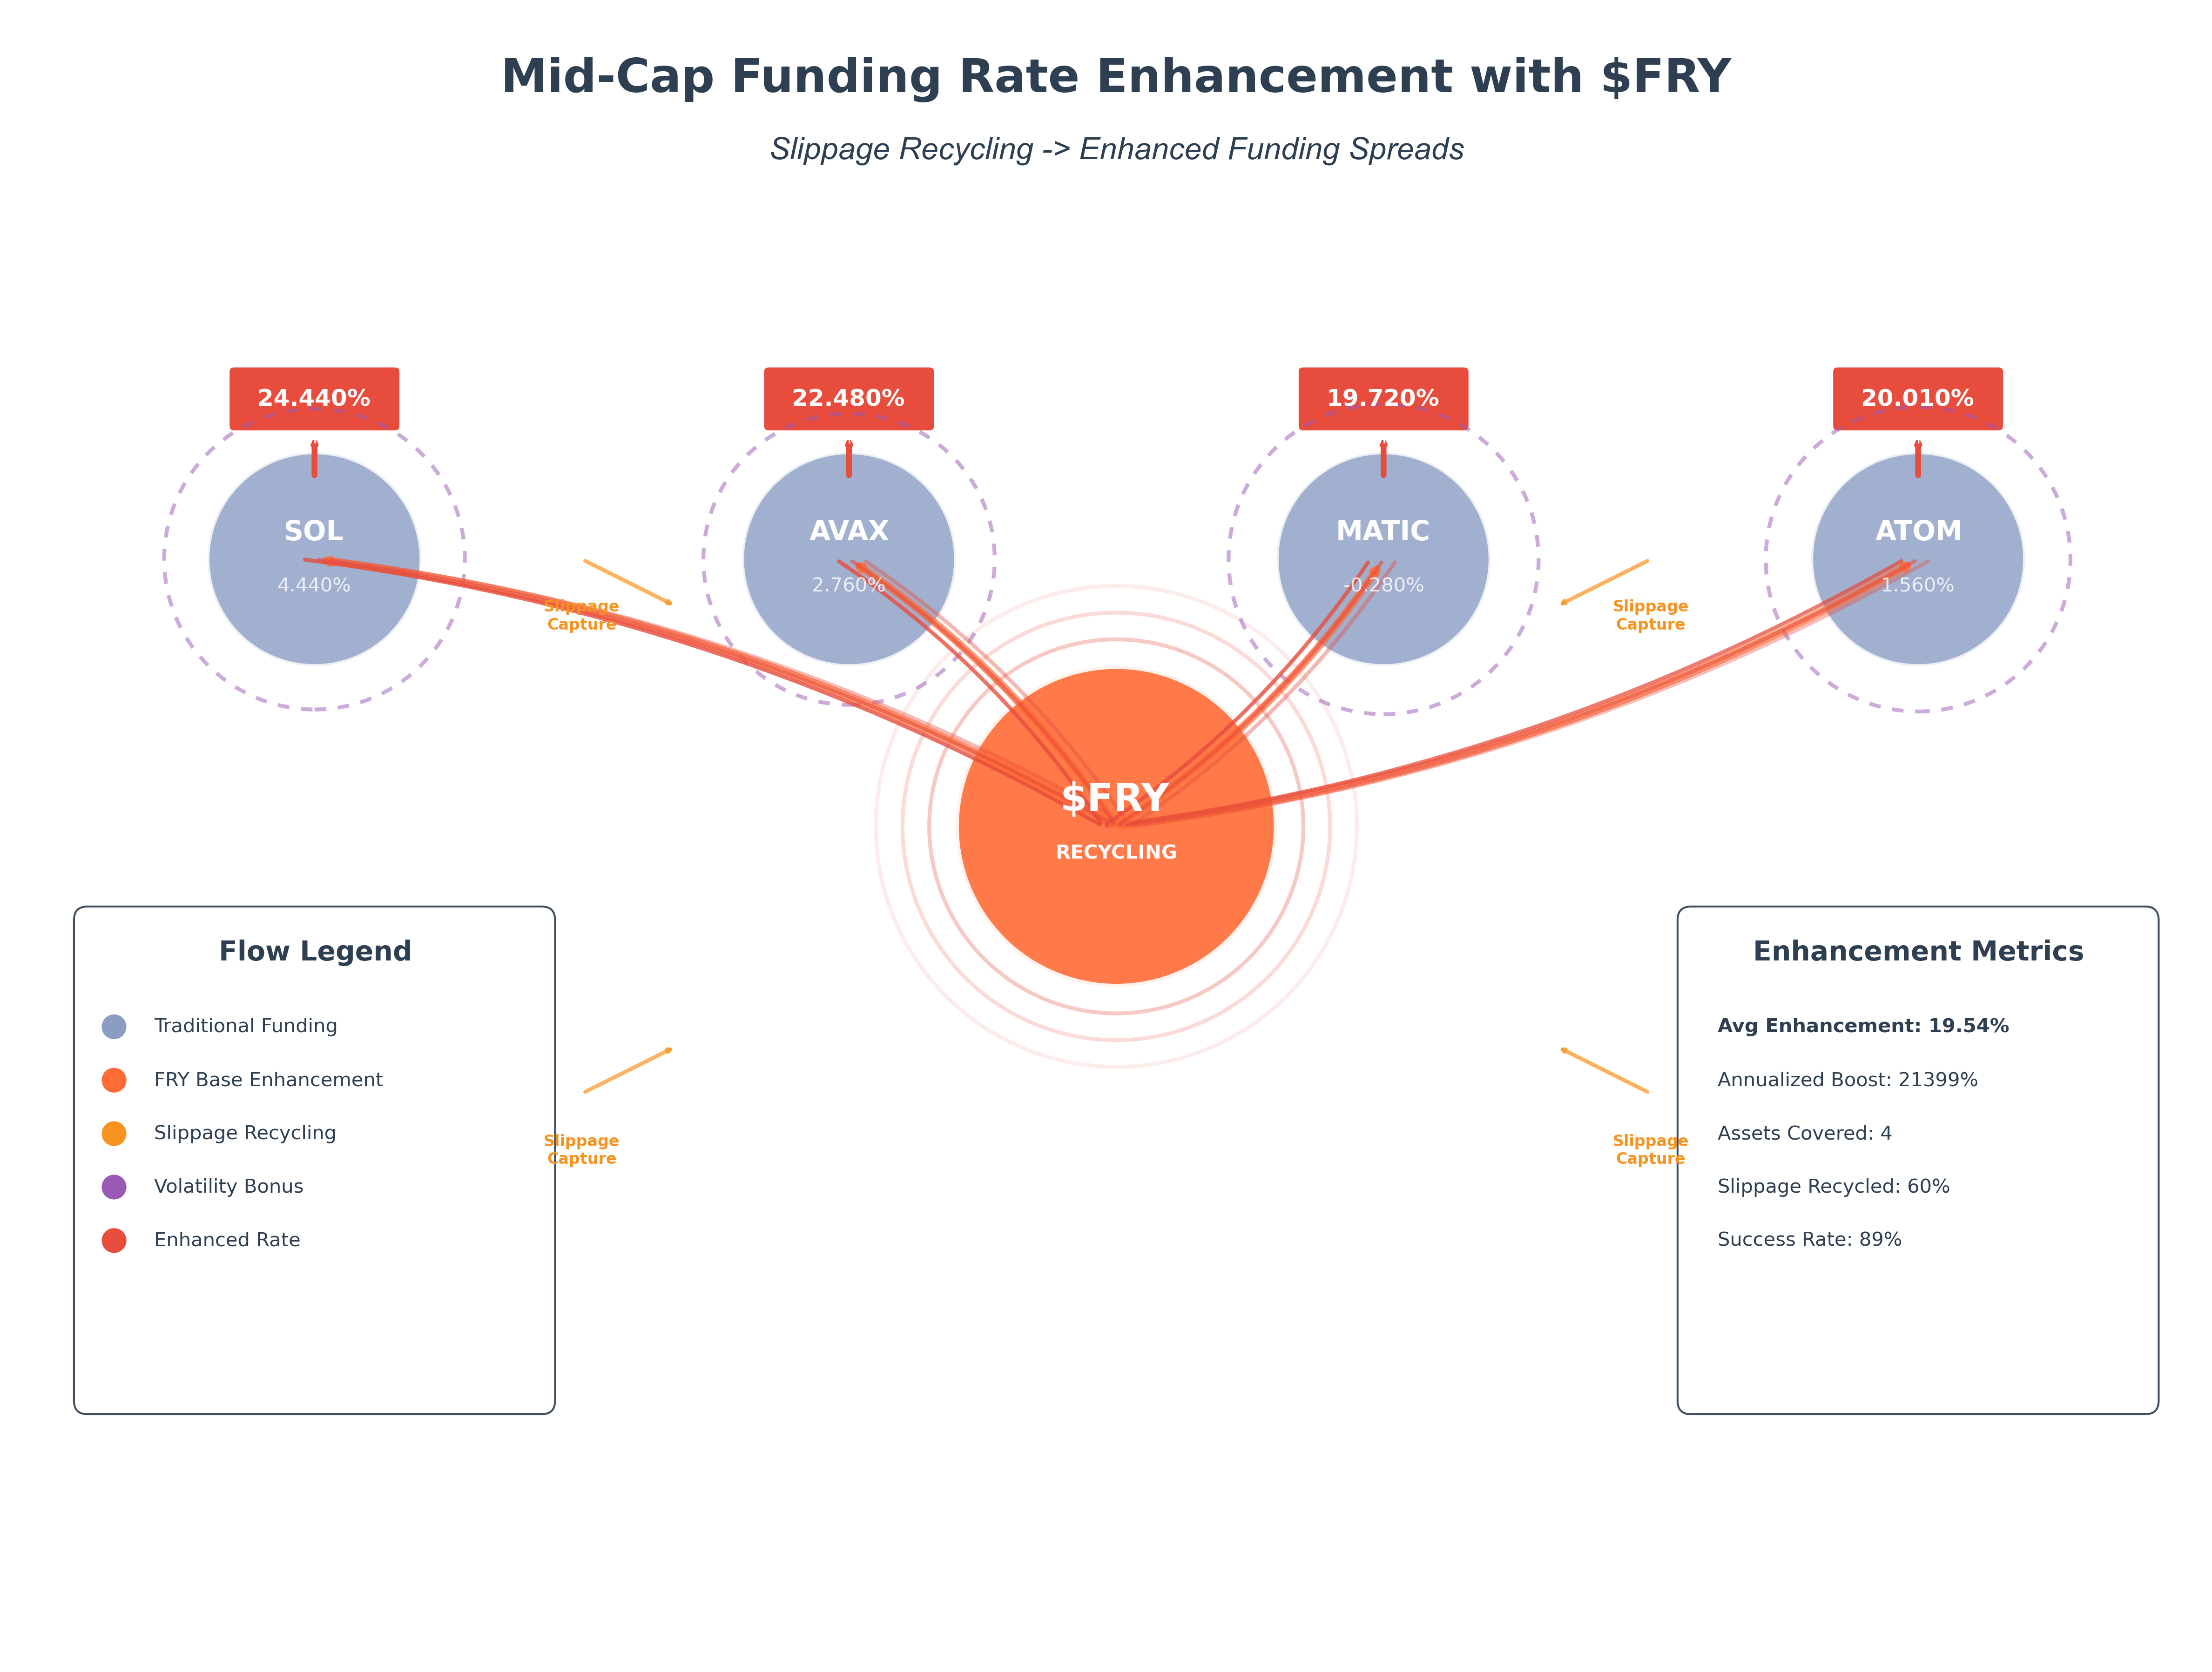 Mid-Cap Funding Rate Enhancement with $FRY
Slippage Recycling -> Enhanced Funding Spreads
24.440%
22.480%
19.720%
20.010%
SOL
4.440%
AVAX
2.760%
MATIC
-0.280%
ATOM
1.560%
Slippage
Capture
Slippage
Capture
$FRY
RECYCLING
Flow Legend
Traditional Funding
FRY Base Enhancement
Slippage Recycling
Volatility Bonus
Enhanced Rate
Slippage
Capture
Slippage
Capture
Enhancement Metrics
Avg Enhancement: 19.54%
Annualized Boost: 21399%
Assets Covered: 4
Slippage Recycled: 60%
Success Rate: 89%